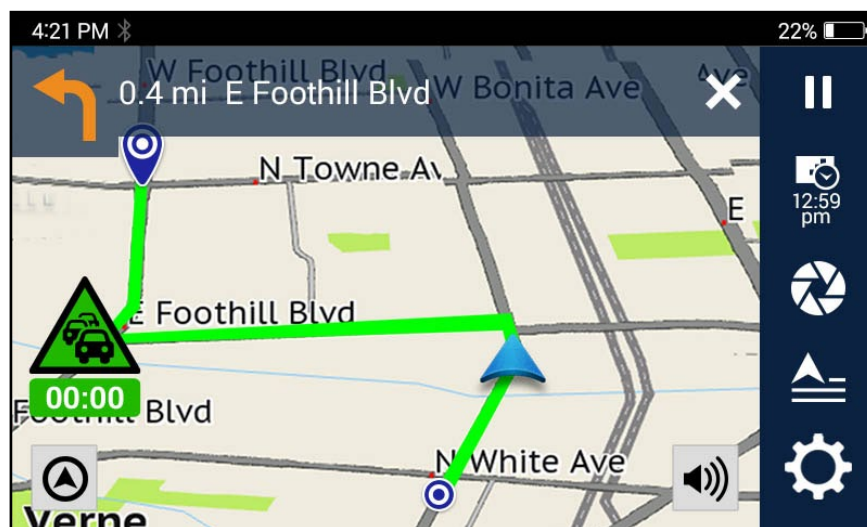 4:21 PM
22%
W Foothill Blvd
0.4 mi E Foothill Blvd
W Bonita Ave
Ave
N Towne Av
12:59
pm
E
E Foothill Blvd
00:00
Blvd
N White Ave
Verne